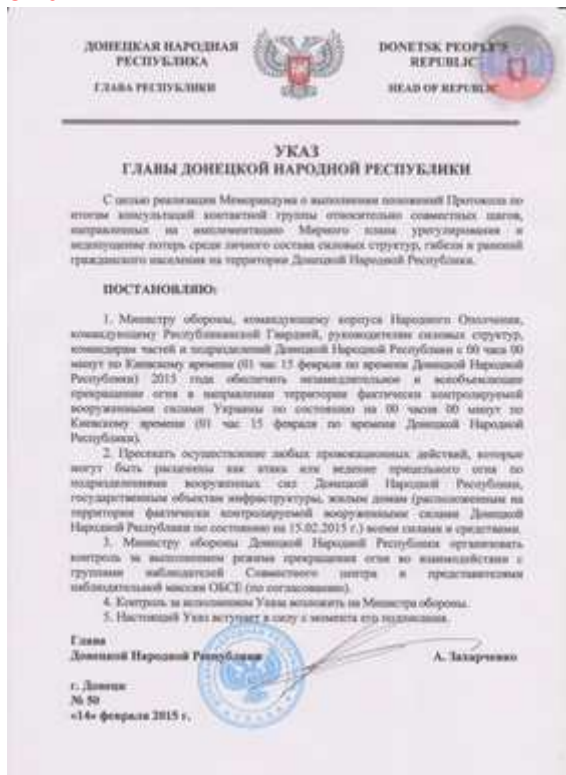 ДОНЕЦКАЯ НАРОДНАЯ
РЕСПУБЛИКА
ГЛАВА РЕСПУБЛИКИ
DONETSK PEOPLE'S
REPUBLIC
HEAD OF REPUBLIC
УКАЗ
ГЛАВЫ ДОНЕЦКОЙ НАРОДНОЙ РЕСПУБЛИКИ
С целью реализации Меморандума о выполнении положений Протокола по
итогам консультаций контактной группы относительно совместных шагов,
направленных на имплементацию Мирного плана урегулирования и
недопущение потерь среди личного состава силовых структур, гибели и ранений
гражданского населения на территории Донецкой Народной Республики.
ПОСТАНОВЛЯЮ:
1. Министру обороны, командующему корпуса Народного Ополчения,
командующему Республиканской Гвардией, руководителям силовых структур,
командирам частей и подразделений Донецкой Народной Республики с 00 часа 00
минут по Киевскому времени (01 час 15 февраля по времени Донецкой Народной
Республики) 2015 года обеспечить незамедлительное и всеобъемлющее
прекращение огня в направлении территории фактически контролируемой
вооруженными силами Украины по состоянию на 00 часов 00 минут по
Киевскому времени (01 час 15 февраля по времени Донецкой Народной
Республики).
2. Пресекать осуществление любых провокационных действий, которые
могут быть расценены как атака или ведение прицельного огня по
подразделениям вооруженных сил Донецкой Народной Республики,
государственным объектам инфраструктуры, жилым домам (расположенным на
территории фактически контролируемой вооруженными силами Донецкой
Народной Республики по состоянию на 15.02.2015 г.) всеми силами и средствами.
3. Министру обороны Донецкой Народной Республики организовать
контроль за выполнением режима прекращения огня во взаимодействии с
группами наблюдателей Совместного центра и представителями
наблюдательной миссии ОБСЕ (по согласованию).
4. Контроль за исполнением Указа возложить на Министра обороны.
5. Настоящий Указ вступает в силу с момента его подписания.
Глава
Донецкой Народной Республики А. Захарченко
г. Донецк
№ 50
«14» февраля 2015 г.